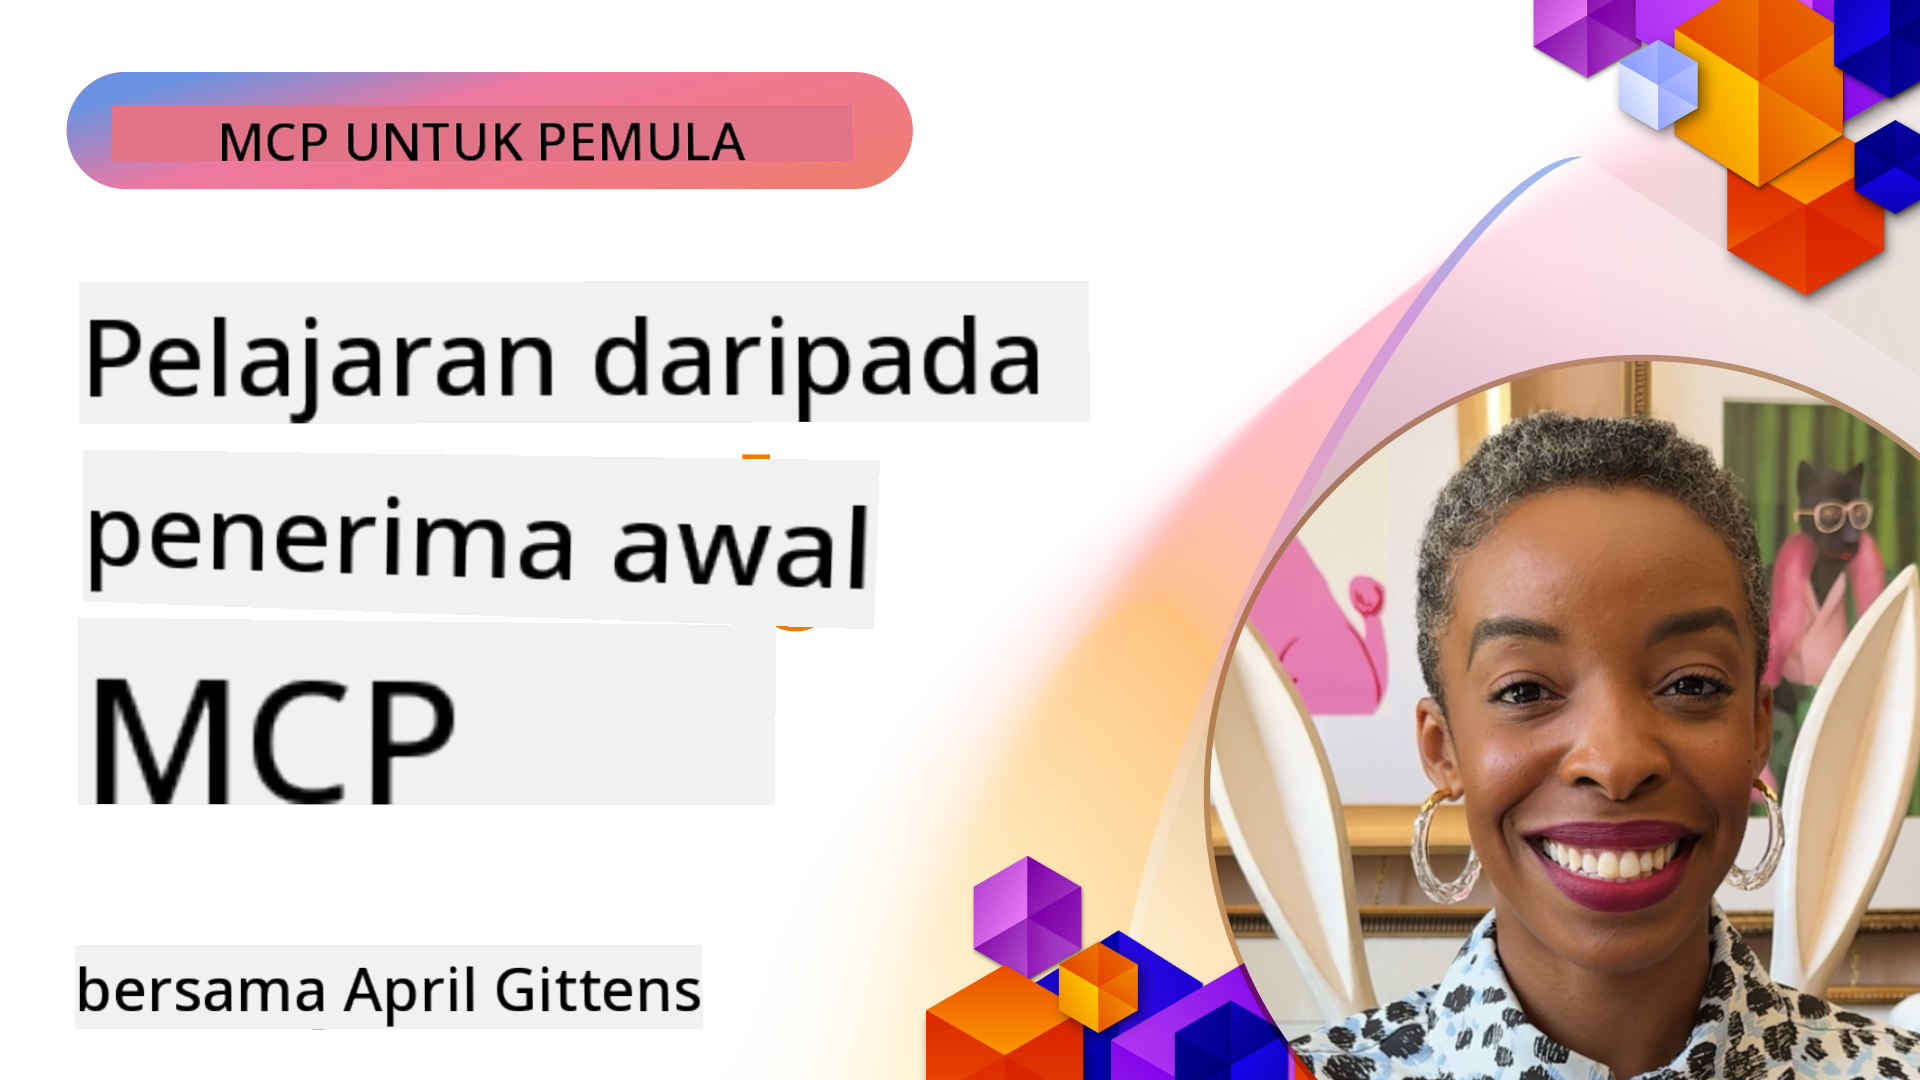 MCP UNTUK PEMULA
Pelajaran daripada
penerima awal
MCP
bersama April Gittens